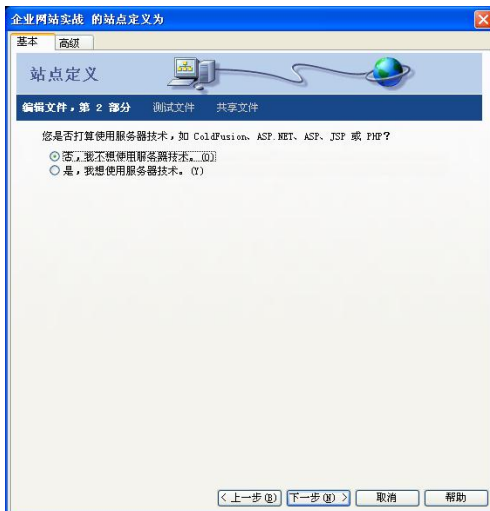 企业网站实战 的站点定义为
基本 高级
站点定义
编辑文件，第 2 部分 测试文件 共享文件
您是否打算使用服务器技术，如 ColdFusion、ASP.NET、ASP、JSP 或 PHP？
否，我不想使用服务器技术。(O)
是，我想使用服务器技术。(Y)
< 上一步(B) 下一步(N) > 取消 帮助